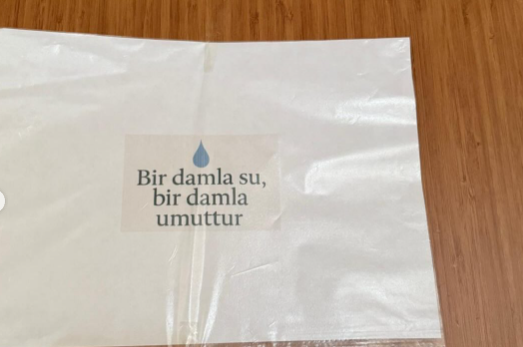 Bir damla su,
bir damla
umuttur